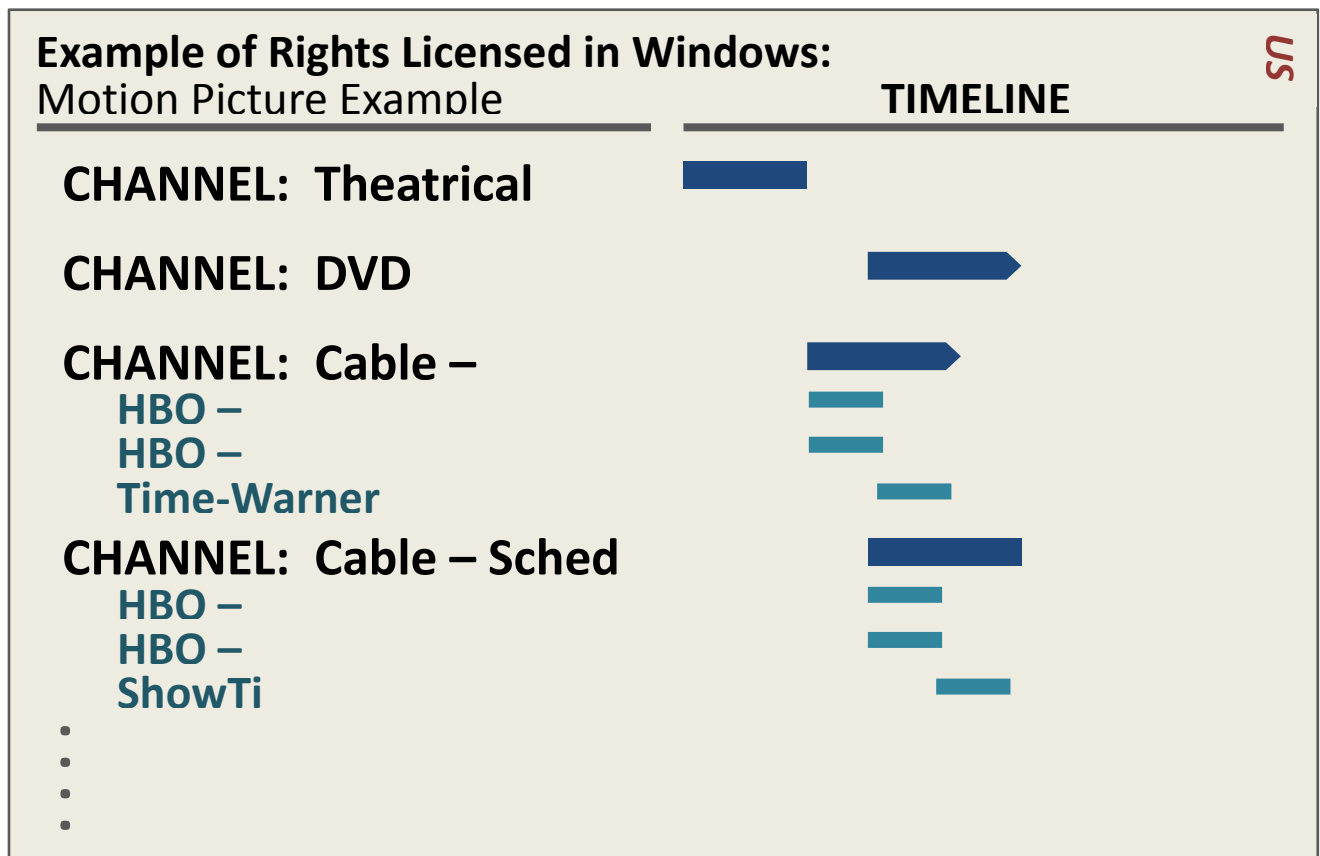 Example of Rights Licensed in Windows:
US
Motion Picture Example
TIMELINE
CHANNEL: Theatrical
CHANNEL: DVD
CHANNEL: Cable –
HBO –
HBO –
Time-Warner
CHANNEL: Cable – Sched
HBO –
HBO –
ShowTi